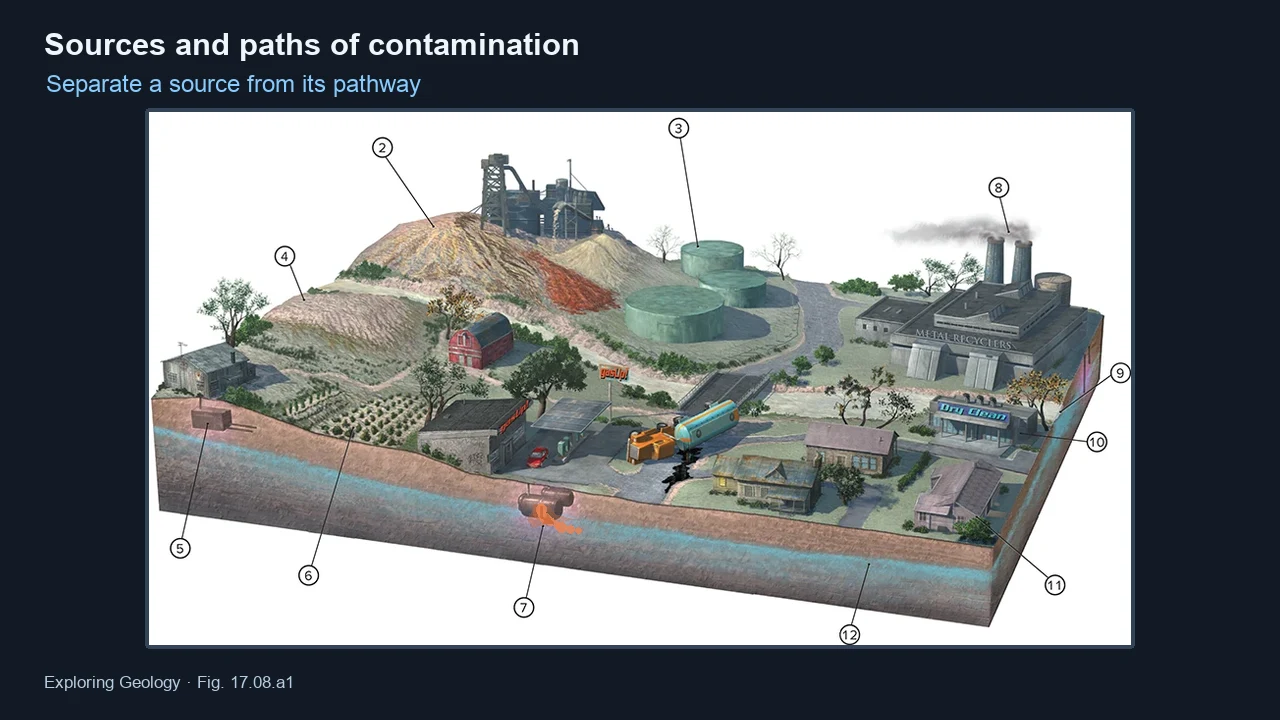 Sources and paths of contamination
Separate a source from its pathway
3
2
8
4
METAL RECYCLERS
gasUp!
9
Dry Clean
10
5
6
11
7
12
Exploring Geology · Fig. 17.08.a1